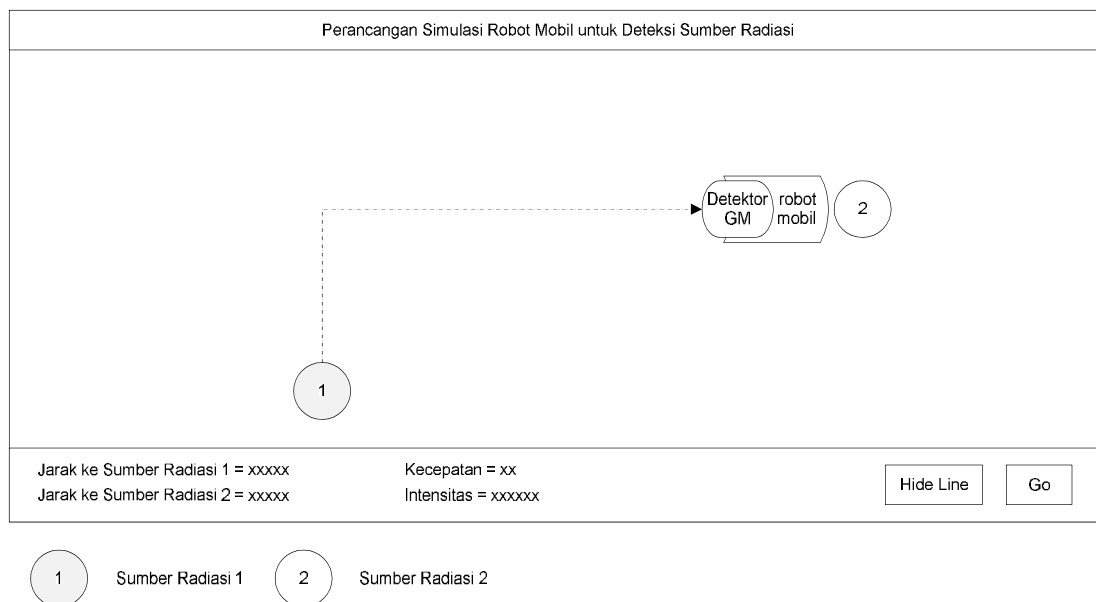 Perancangan Simulasi Robot Mobil untuk Deteksi Sumber Radiasi
Detektor
GM
robot
mobil
2
1
Jarak ke Sumber Radiasi 1 = xxxxx
Jarak ke Sumber Radiasi 2 = xxxxx
Kecepatan = xx
Intensitas = xxxxxx
Hide Line
Go
1
Sumber Radiasi 1
2
Sumber Radiasi 2